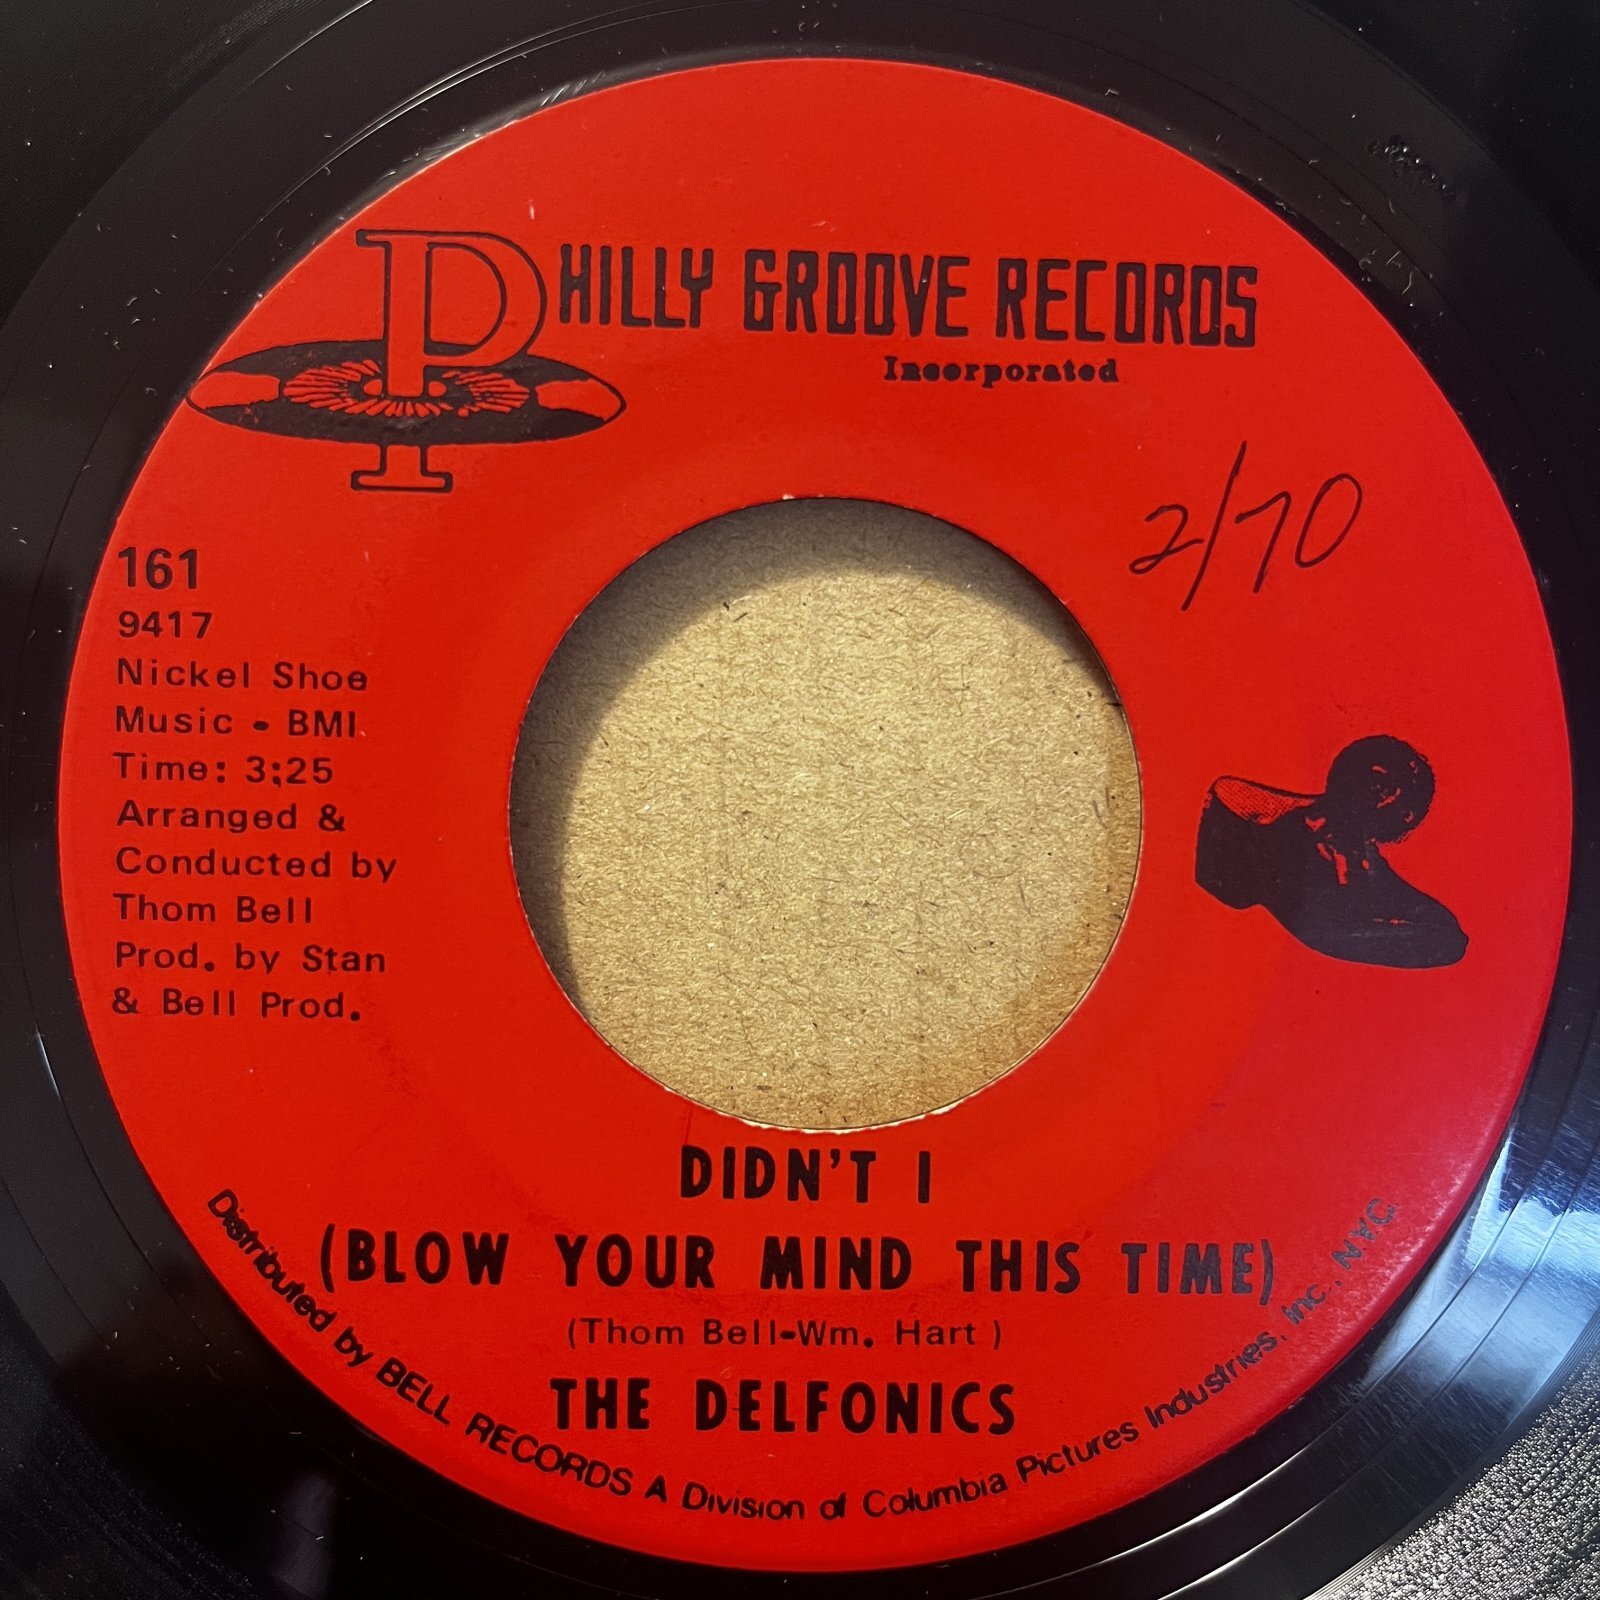 PHILLY GROOVE RECORDS
Incorporated
2/70
161
9417
Nickel Shoe
Music - BMI
Time: 3;25
Arranged &
Conducted by
Thom Bell
Prod. by Stan
& Bell Prod.
DIDN'T I
(BLOW YOUR MIND THIS TIME)
(Thom Bell-Wm. Hart )
THE DELFONICS
Distributed by BELL RECORDS A Division of Columbia Pictures Industries, Inc., NYC